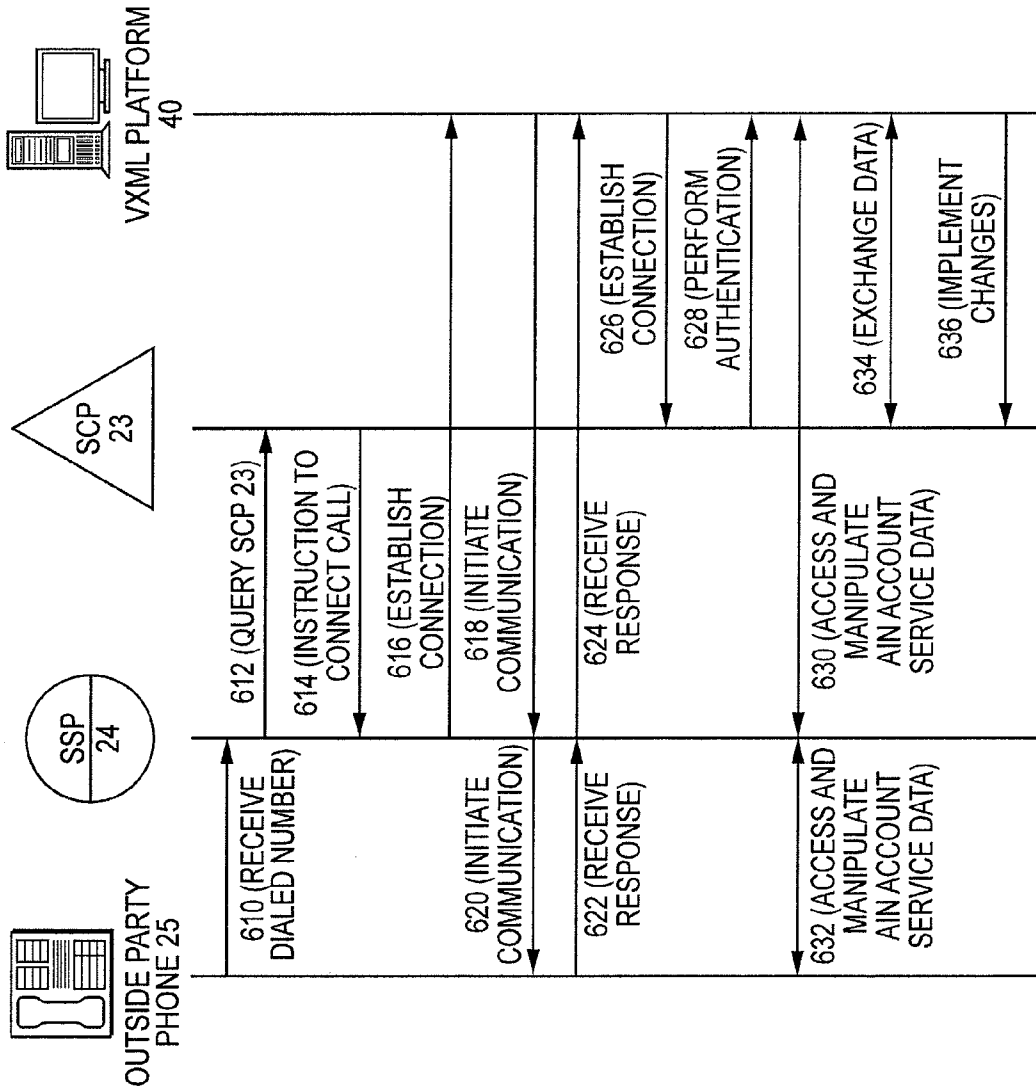 OUTSIDE PARTY
PHONE 25
SSP
24
SCP
23
VXML PLATFORM
40
610 (RECEIVE
DIALED NUMBER)
612 (QUERY SCP 23)
614 (INSTRUCTION TO
CONNECT CALL)
616 (ESTABLISH
CONNECTION)
618 (INITIATE
COMMUNICATION)
620 (INITIATE
COMMUNICATION)
622 (RECEIVE
RESPONSE)
624 (RECEIVE
RESPONSE)
626 (ESTABLISH
CONNECTION)
628 (PERFORM
AUTHENTICATION)
630 (ACCESS AND
MANIPULATE
AIN ACCOUNT
SERVICE DATA)
632 (ACCESS AND
MANIPULATE
AIN ACCOUNT
SERVICE DATA)
634 (EXCHANGE DATA)
636 (IMPLEMENT
CHANGES)